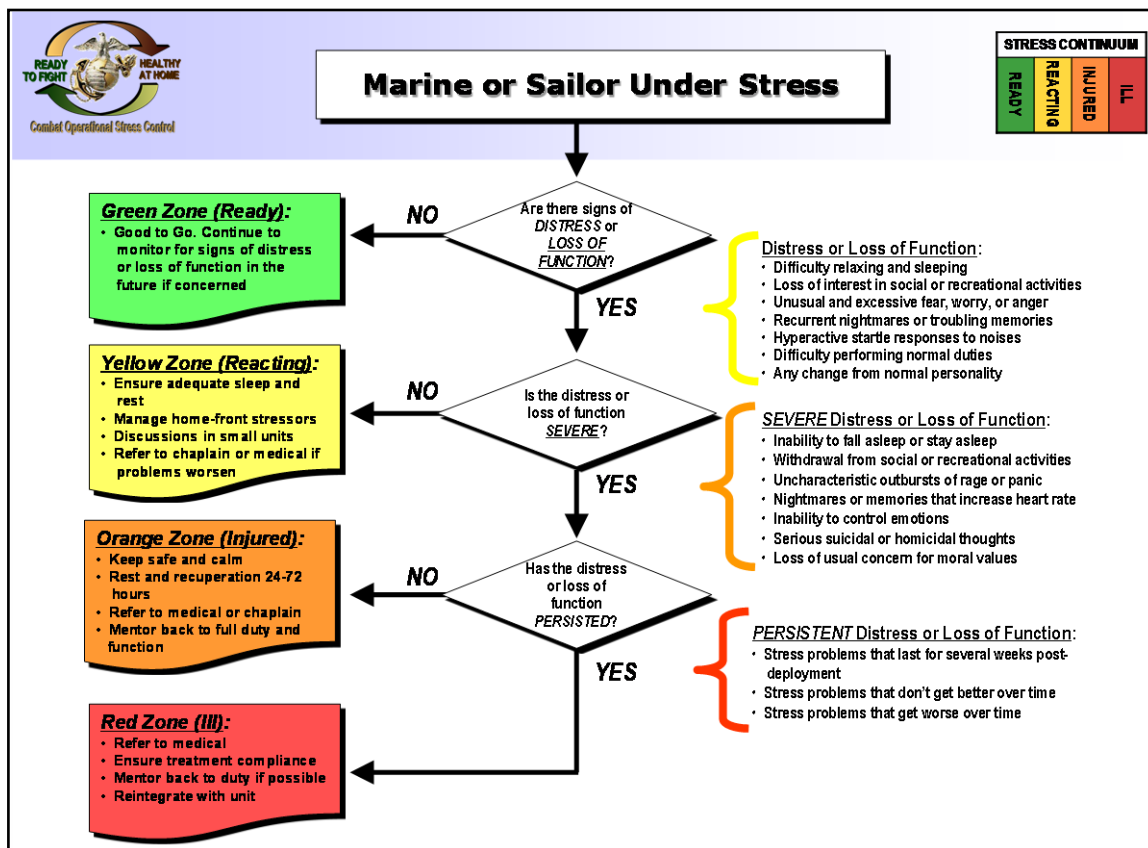 READY
TO FIGHT
HEALTHY
AT HOME
Combat Operational Stress Control
Marine or Sailor Under Stress
STRESS CONTINUUM
READY
REACTING
INJURED
ILL
Are there signs of
DISTRESS or
LOSS OF
FUNCTION?
NO
YES
Green Zone (Ready):
• Good to Go. Continue to
monitor for signs of distress
or loss of function in the
future if concerned
Distress or Loss of Function:
• Difficulty relaxing and sleeping
• Loss of interest in social or recreational activities
• Unusual and excessive fear, worry, or anger
• Recurrent nightmares or troubling memories
• Hyperactive startle responses to noises
• Difficulty performing normal duties
• Any change from normal personality
Is the distress or
loss of function
SEVERE?
NO
YES
Yellow Zone (Reacting):
• Ensure adequate sleep and
rest
• Manage home-front stressors
• Discussions in small units
• Refer to chaplain or medical if
problems worsen
SEVERE Distress or Loss of Function:
• Inability to fall asleep or stay asleep
• Withdrawal from social or recreational activities
• Uncharacteristic outbursts of rage or panic
• Nightmares or memories that increase heart rate
• Inability to control emotions
• Serious suicidal or homicidal thoughts
• Loss of usual concern for moral values
Has the distress
or loss of
function
PERSISTED?
NO
YES
Orange Zone (Injured):
• Keep safe and calm
• Rest and recuperation 24-72
hours
• Refer to medical or chaplain
• Mentor back to full duty and
function
PERSISTENT Distress or Loss of Function:
• Stress problems that last for several weeks post-
deployment
• Stress problems that don't get better over time
• Stress problems that get worse over time
Red Zone (Ill):
• Refer to medical
• Ensure treatment compliance
• Mentor back to duty if possible
• Reintegrate with unit